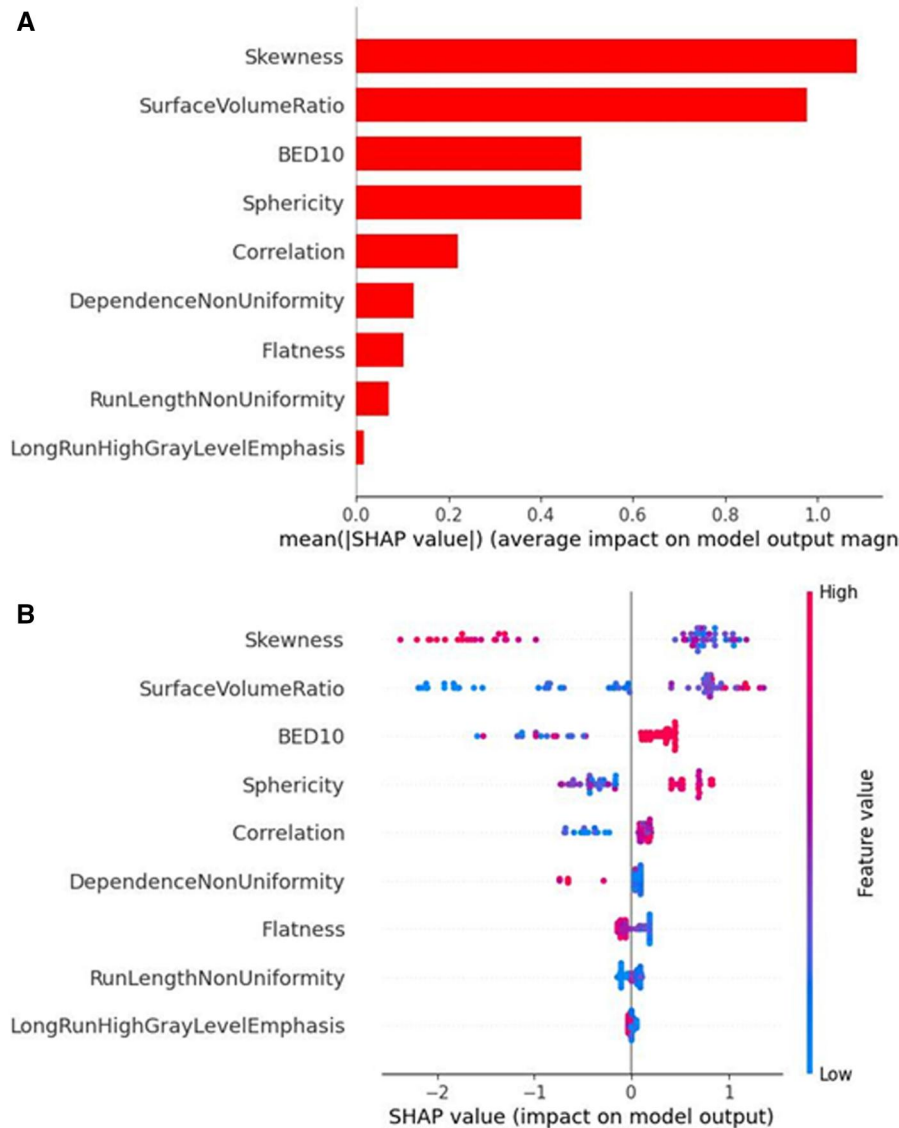 A
Skewness
SurfaceVolumeRatio
BED10
Sphericity
Correlation
DependenceNonUniformity
Flatness
RunLengthNonUniformity
LongRunHighGrayLevelEmphasis
0.0 0.2 0.4 0.6 0.8 1.0
mean(|SHAP value|) (average impact on model output magn
B
High
Skewness
SurfaceVolumeRatio
BED10
Sphericity
Correlation
DependenceNonUniformity
Flatness
RunLengthNonUniformity
LongRunHighGrayLevelEmphasis
Feature value
Low
−2 −1 0 1
SHAP value (impact on model output)